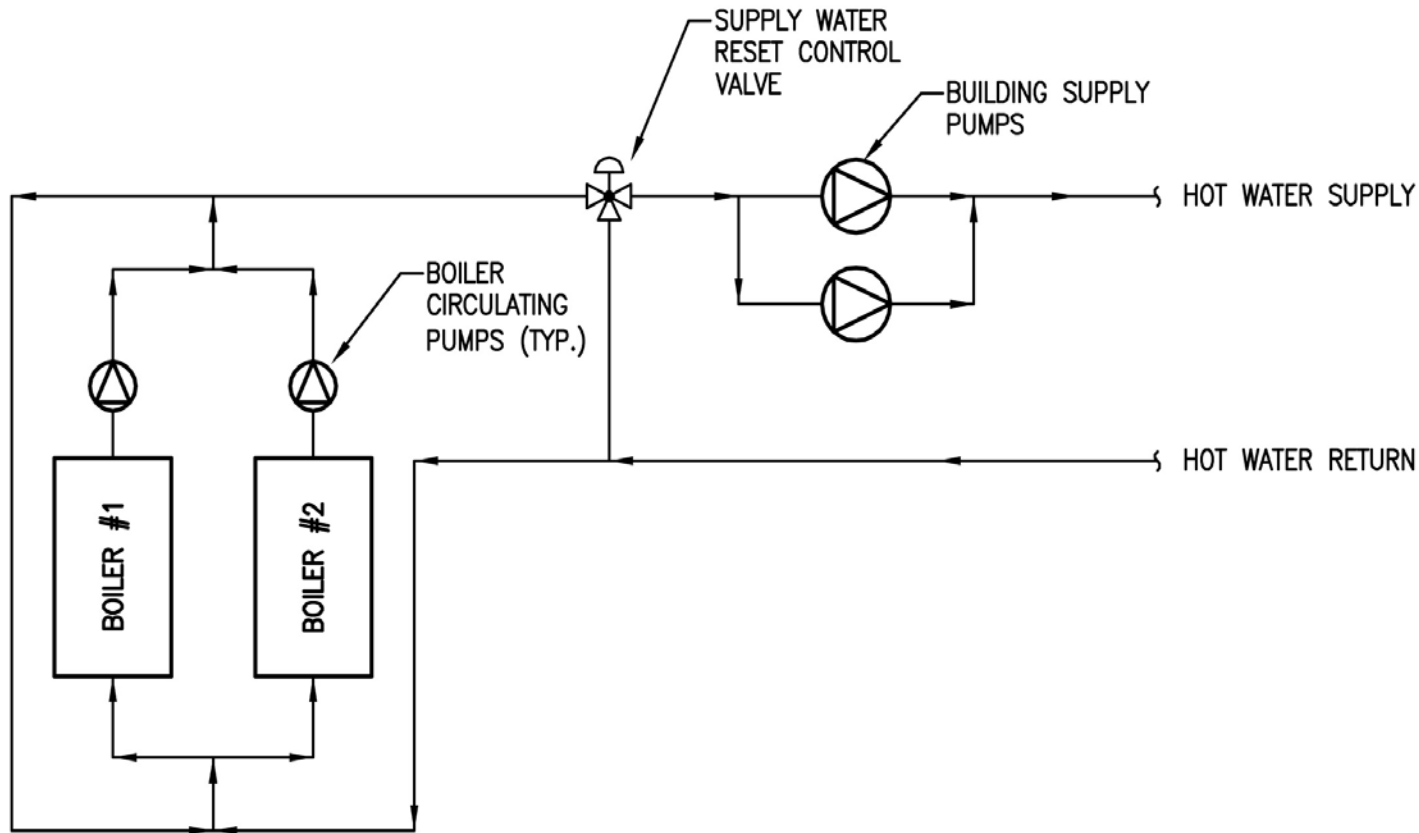 SUPPLY WATER
RESET CONTROL
VALVE
BUILDING SUPPLY
PUMPS
HOT WATER SUPPLY
BOILER
CIRCULATING
PUMPS (TYP.)
HOT WATER RETURN
BOILER #1
BOILER #2